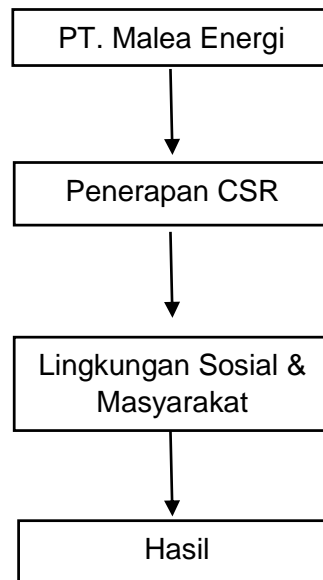 PT. Malea Energi
Penerapan CSR
Lingkungan Sosial &
Masyarakat
Hasil